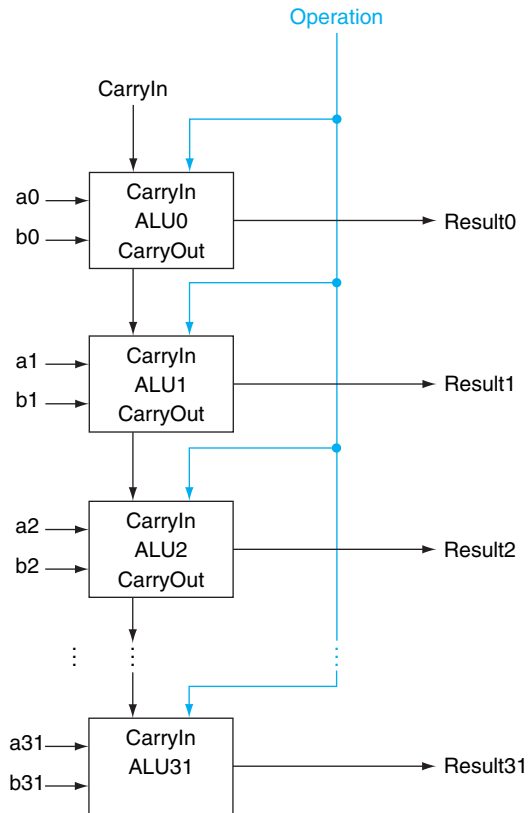 Operation
CarryIn
a0
b0
CarryIn
ALU0
CarryOut
Result0
a1
b1
CarryIn
ALU1
CarryOut
Result1
a2
b2
CarryIn
ALU2
CarryOut
Result2
a31
b31
CarryIn
ALU31
Result31